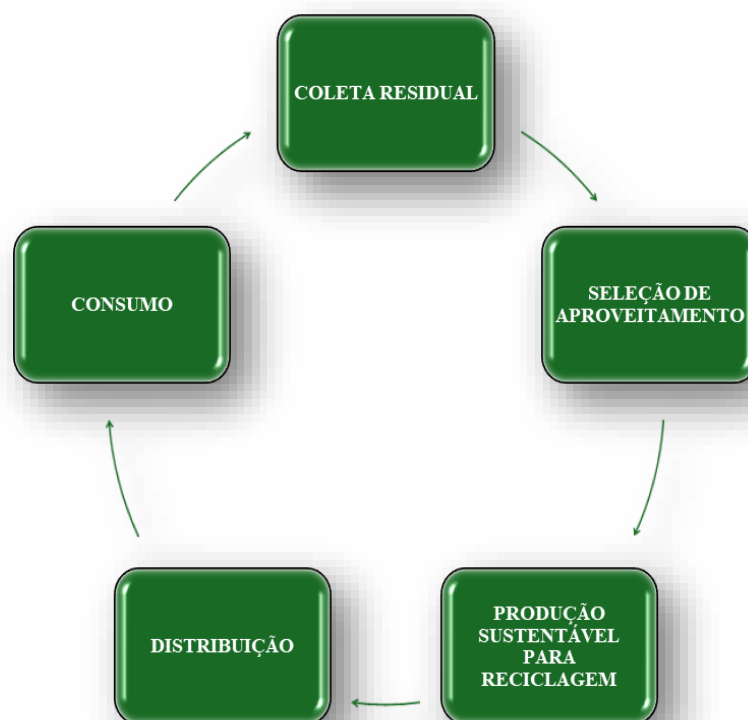 COLETA RESIDUAL
SELEÇÃO DE
APROVEITAMENTO
PRODUÇÃO
SUSTENTÁVEL
PARA
RECICLAGEM
DISTRIBUIÇÃO
CONSUMO